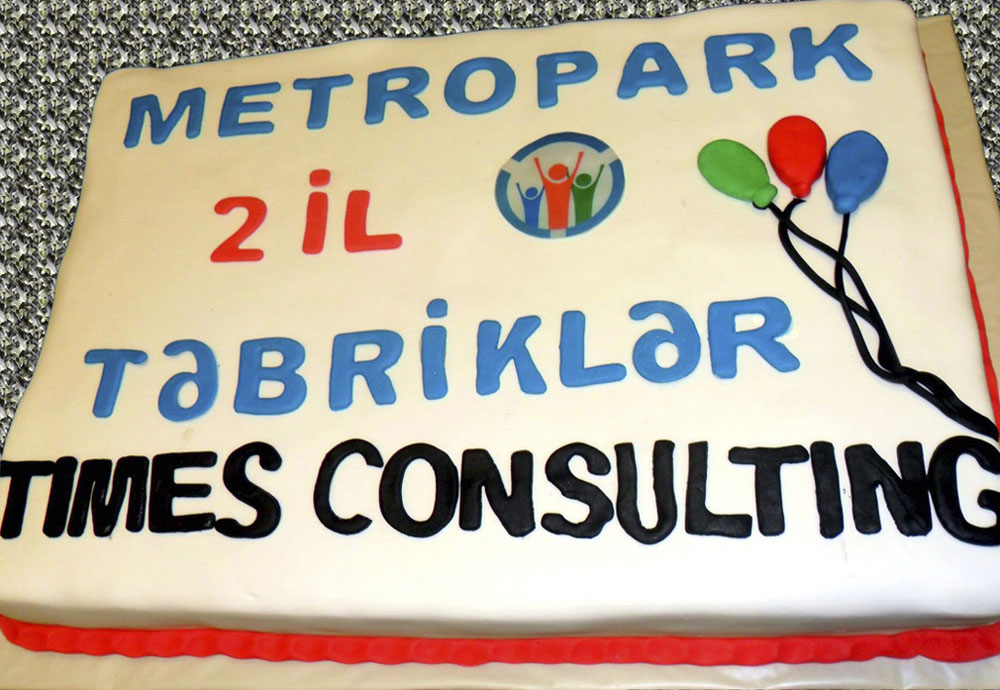 METROPARK
2 İL
TƏBRİKLƏR
TIMES CONSULTING